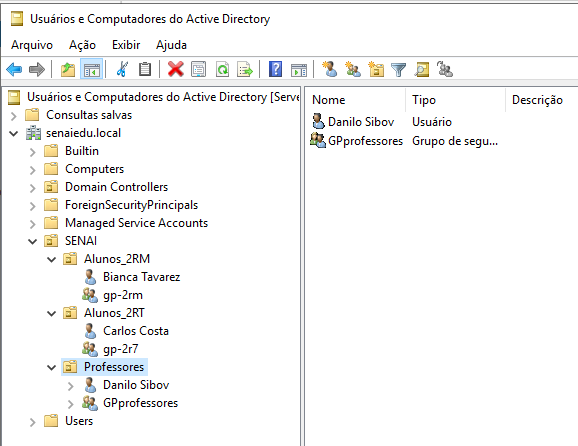 Usuários e Computadores do Active Directory
Arquivo Ação Exibir Ajuda
Usuários e Computadores do Active Directory [Serve
Consultas salvas
senaiedu.local
Builtin
Computers
Domain Controllers
ForeignSecurityPrincipals
Managed Service Accounts
SENAI
Alunos_2RM
Bianca Tavarez
gp-2rm
Alunos_2RT
Carlos Costa
gp-2r7
Professores
Danilo Sibov
GPprofessores
Users
Nome Tipo Descrição
Danilo Sibov Usuário
GPprofessores Grupo de segu...